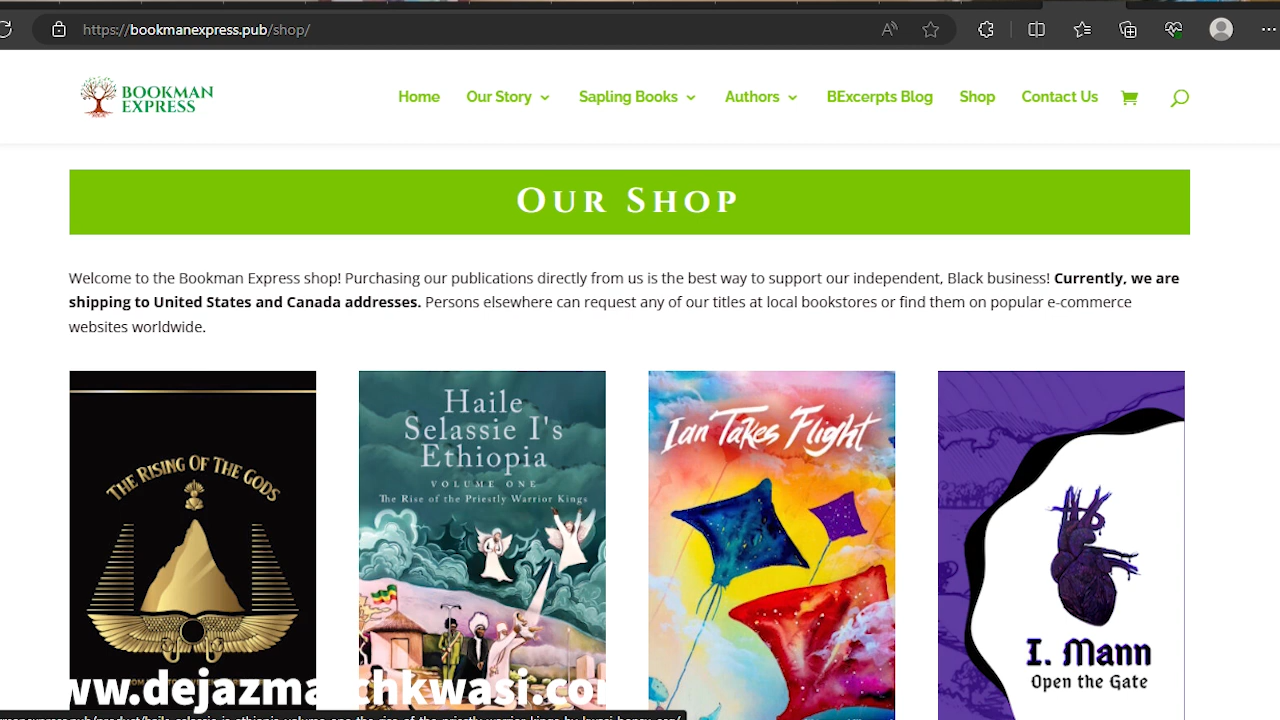 https://bookmanexpress.pub/shop/
BOOKMAN
EXPRESS
Home Our Story Sapling Books Authors BExcerpts Blog Shop Contact Us
Our Shop
Welcome to the Bookman Express shop! Purchasing our publications directly from us is the best way to support our independent, Black business! Currently, we are
shipping to United States and Canada addresses. Persons elsewhere can request any of our titles at local bookstores or find them on popular e-commerce
websites worldwide.
The Rising Of The Gods
Haile
Selassie I's
Ethiopia
VOLUME ONE
The Rise of the Priestly Warrior Kings
Ian Takes Flight
I. Mann
Open the Gate